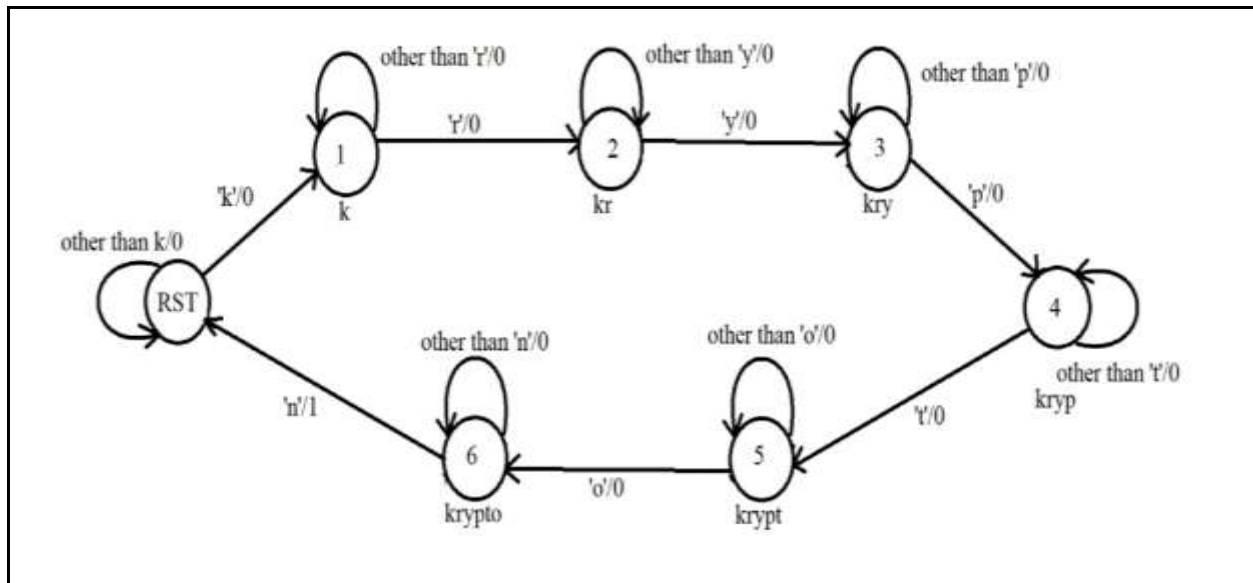 other than 'r'/0
other than 'y'/0
other than 'p'/0
'r'/0
'y'/0
1
2
3
'k'/0
k
kr
kry
'p'/0
other than k/0
RST
4
other than 'n'/0
other than 'o'/0
other than 't'/0
kryp
'n'/1
't'/0
6
5
'o'/0
krypto
krypt